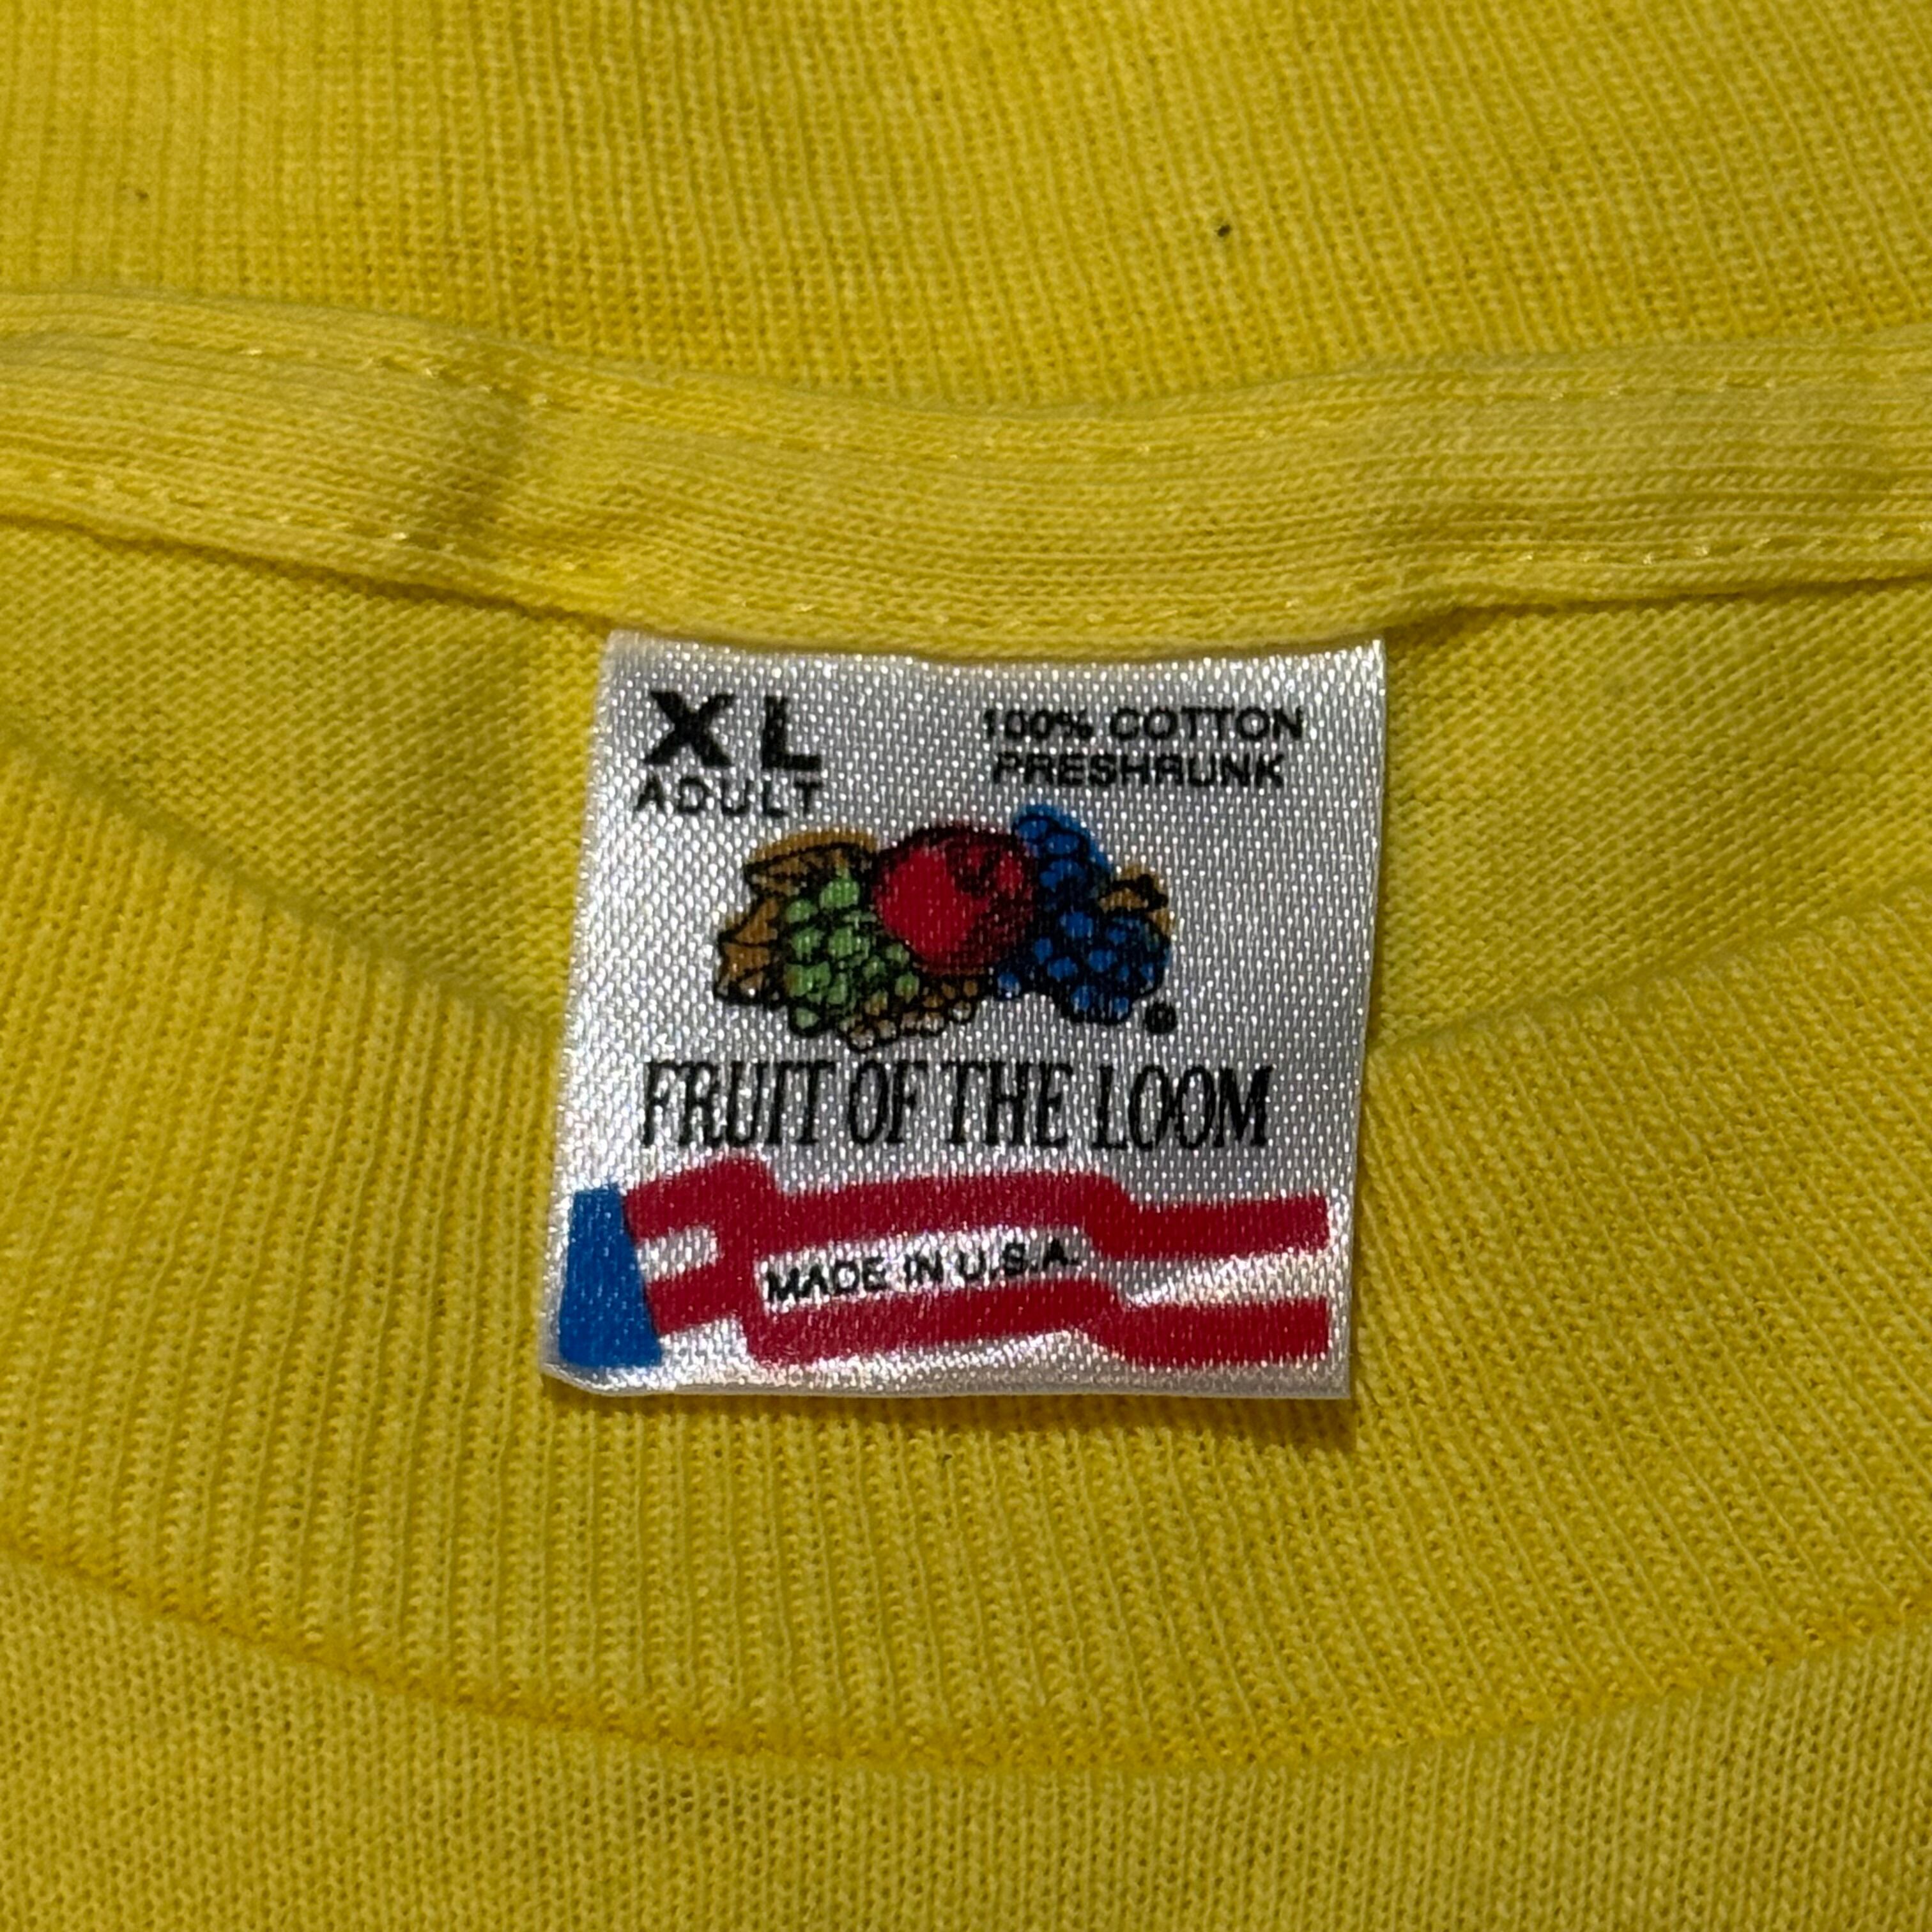 XL
ADULT
100% COTTON
PRESHRUNK
FRUIT OF THE LOOM
MADE IN U.S.A.